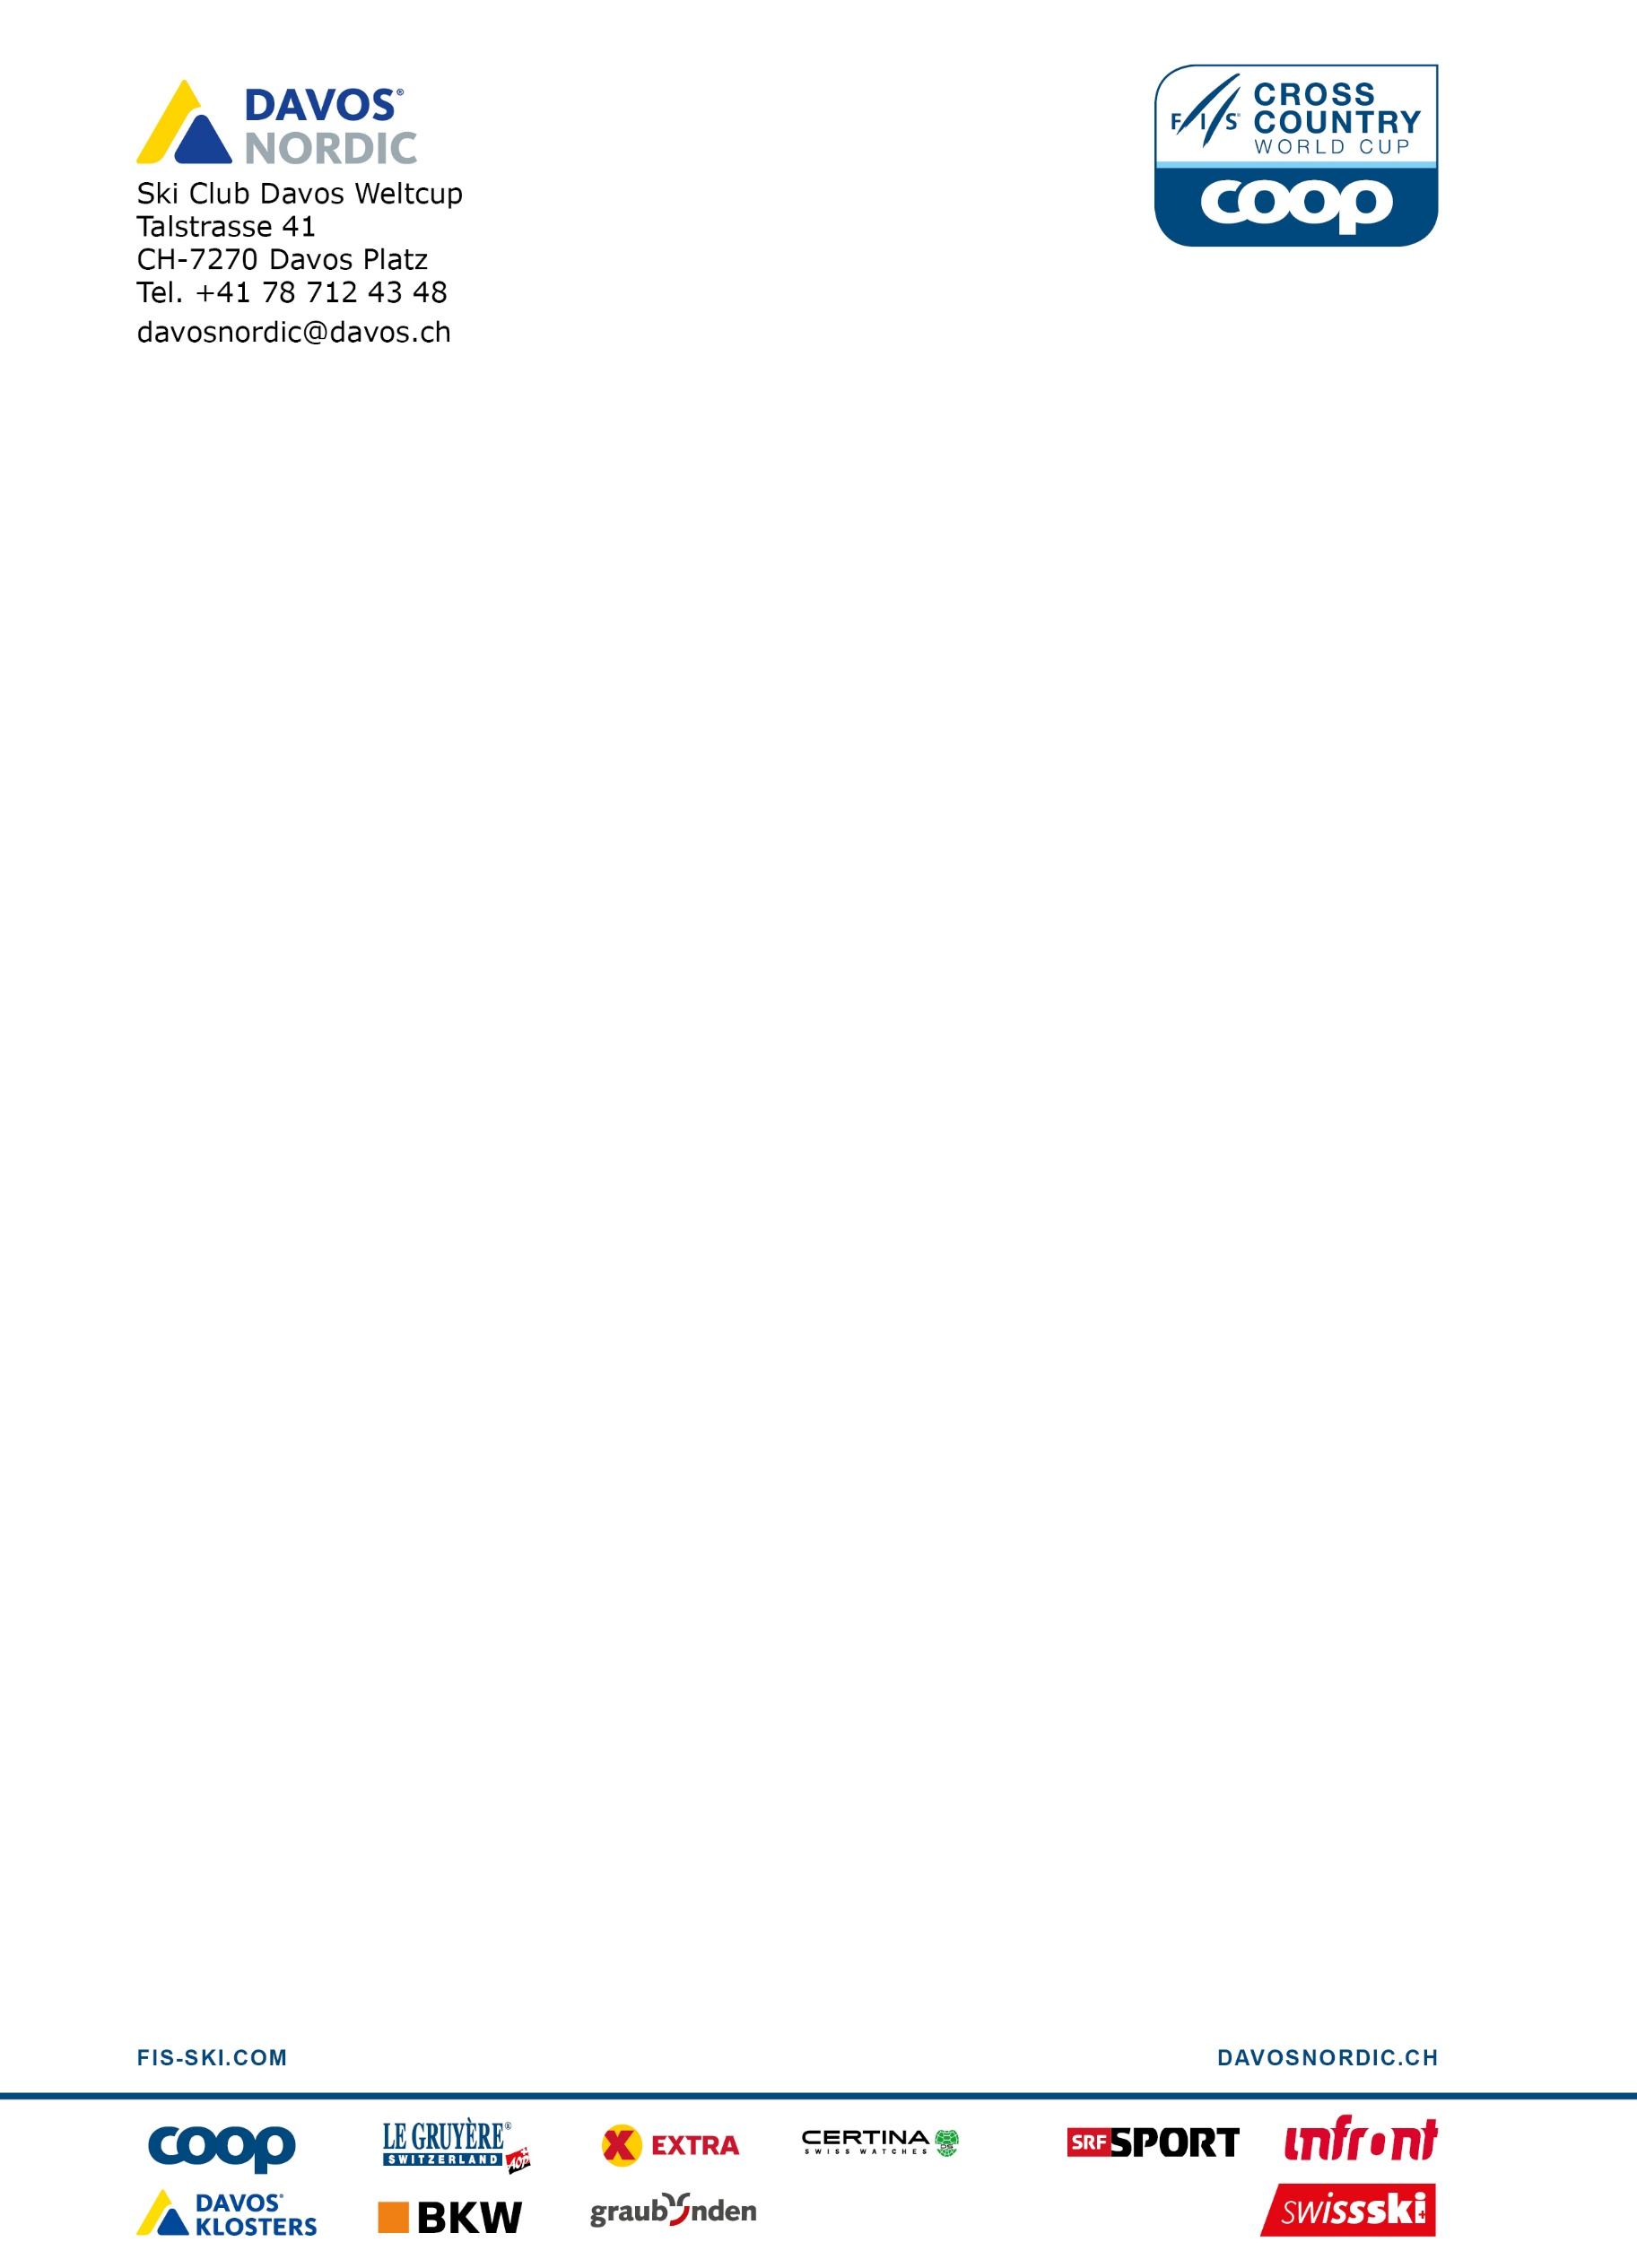 DAVOS®
NORDIC
Ski Club Davos Weltcup
Talstrasse 41
CH-7270 Davos Platz
Tel. +41 78 712 43 48
davosnordic@davos.ch
F I S®
CROSS
COUNTRY
WORLD CUP
coop
FIS-SKI.COM
DAVOSNORDIC.CH
coop
LE GRUYÈRE®
SWITZERLAND
AOP
X EXTRA
CERTINA
SWISS WATCHES
DS
SRF SPORT
infront
DAVOS®
KLOSTERS
BKW
graubünden
swissski